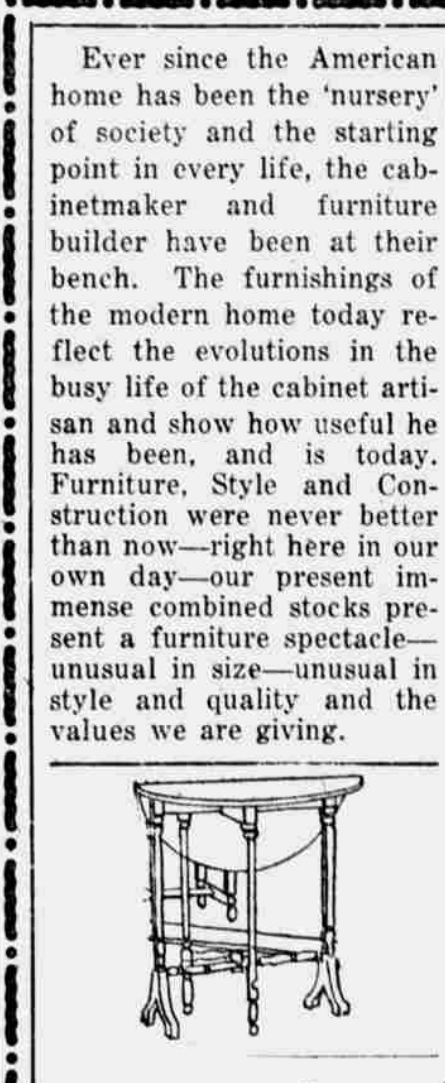 Ever since the American
home has been the 'nursery'
of society and the starting
point in every life, the cab-
inetmaker and furniture
builder have been at their
bench. The furnishings of
the modern home today re-
flect the evolutions in the
busy life of the cabinet arti-
san and show how useful he
has been, and is today.
Furniture, Style and Con-
struction were never better
than now—right here in our
own day—our present im-
mense combined stocks pre-
sent a furniture spectacle—
unusual in size—unusual in
style and quality and the
values we are giving.